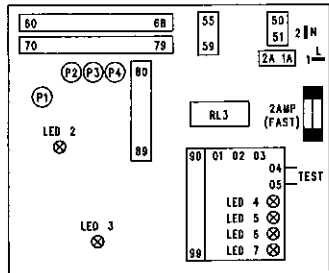 60 68 55 50
51 2 N
70 79 59 2A 1A 1 L
P2 P3 P4 80
P1
RL3 2AMP
(FAST)
LED 2
89 90 01 02 03
04
TEST
05
LED 4
LED 3 LED 5
LED 6
99 LED 7